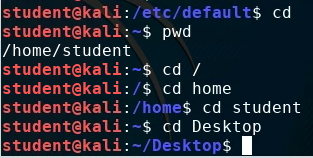 student@kali:/etc/default$ cd
student@kali:~$ pwd
/home/student
student@kali:~$ cd /
student@kali:/$ cd home
student@kali:/home$ cd student
student@kali:~$ cd Desktop
student@kali:~/Desktop$